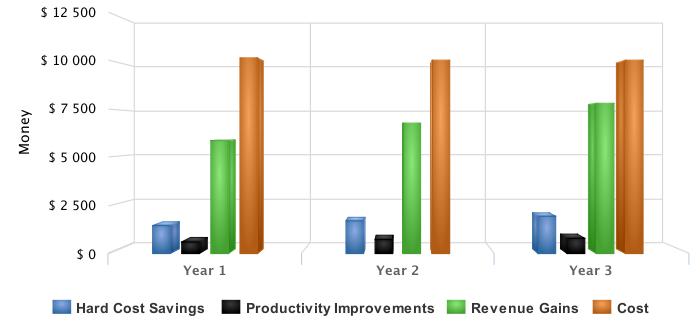 $ 12 500
$ 10 000
$ 7 500
$ 5 000
$ 2 500
$ 0
Money
Year 1 Year 2 Year 3
Hard Cost Savings Productivity Improvements Revenue Gains Cost